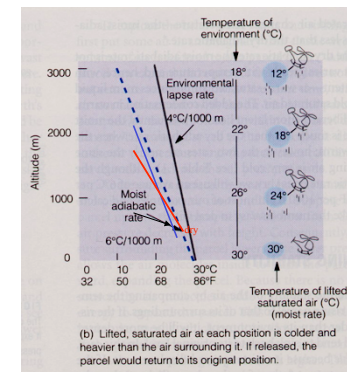 Temperature of
environment (°C)
3000
2000
1000
0
Altitude (m)
Environmental
lapse rate
4°C/1000 m
Moist
adiabatic
rate
dry
6°C/1000 m
18°
22°
26°
30°
12°
18°
24°
30°
0 10 20 30°C
32 50 68 86°F
Temperature of lifted
saturated air (°C)
(moist rate)
(b) Lifted, saturated air at each position is colder and
heavier than the air surrounding it. If released, the
parcel would return to its original position.